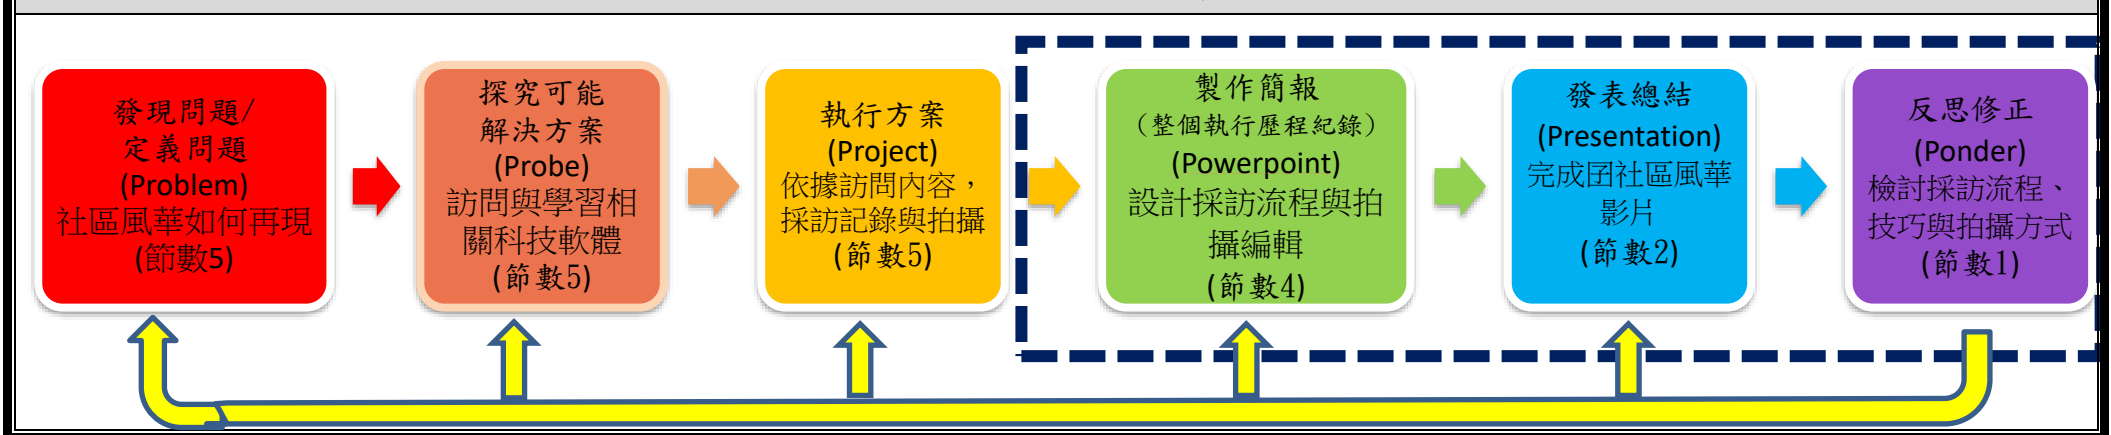 發現問題/
定義問題
(Problem)
社區風華如何再現
(節數5)
探究可能
解決方案
(Probe)
訪問與學習相
關科技軟體
(節數5)
執行方案
(Project)
依據訪問內容，
採訪記錄與拍攝
(節數5)
製作簡報
(整個執行歷程紀錄)
(Powerpoint)
設計採訪流程與拍
攝編輯
(節數4)
發表總結
(Presentation)
完成囝社區風華
影片
(節數2)
反思修正
(Ponder)
檢討採訪流程、
技巧與拍攝方式
(節數1)